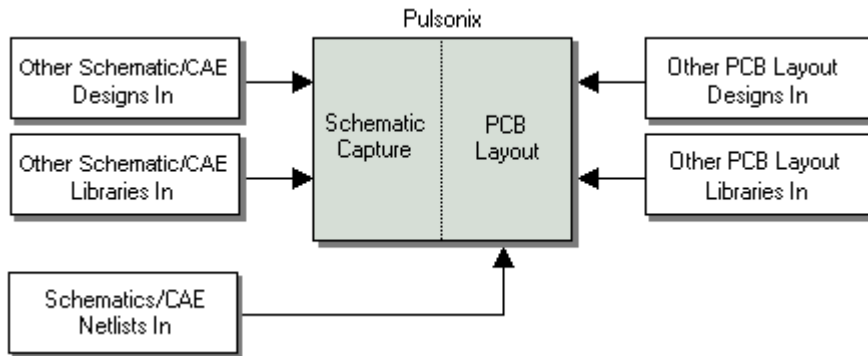 Pulsonix
Other Schematic/CAE
Designs In
Other Schematic/CAE
Libraries In
Schematic
Capture
PCB
Layout
Other PCB Layout
Designs In
Other PCB Layout
Libraries In
Schematics/CAE
Netlists In